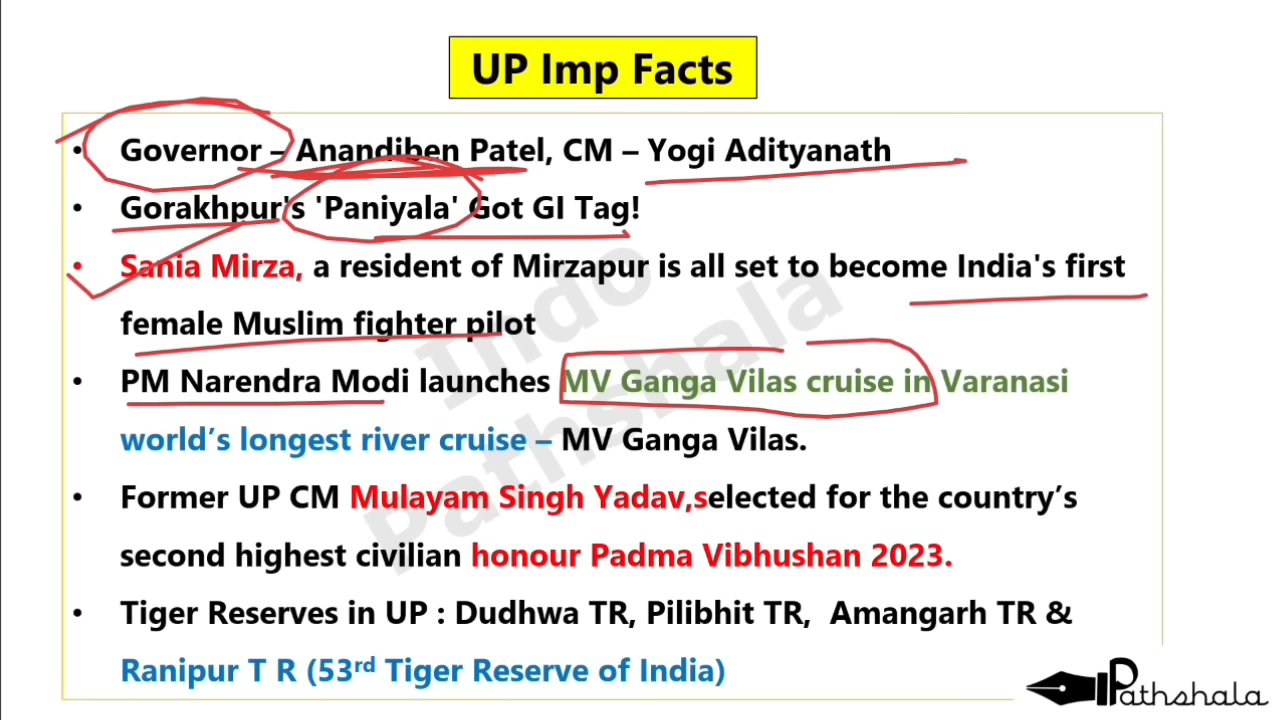 UP Imp Facts
• Governor – Anandiben Patel, CM – Yogi Adityanath
• Gorakhpur's 'Paniyala' Got GI Tag!
• Sania Mirza, a resident of Mirzapur is all set to become India's first
female Muslim fighter pilot
• PM Narendra Modi launches MV Ganga Vilas cruise in Varanasi
world’s longest river cruise – MV Ganga Vilas.
• Former UP CM Mulayam Singh Yadav,selected for the country’s
second highest civilian honour Padma Vibhushan 2023.
• Tiger Reserves in UP : Dudhwa TR, Pilibhit TR, Amangarh TR &
Ranipur T R (53rd Tiger Reserve of India)
Indo
Pathshala
Pathshala